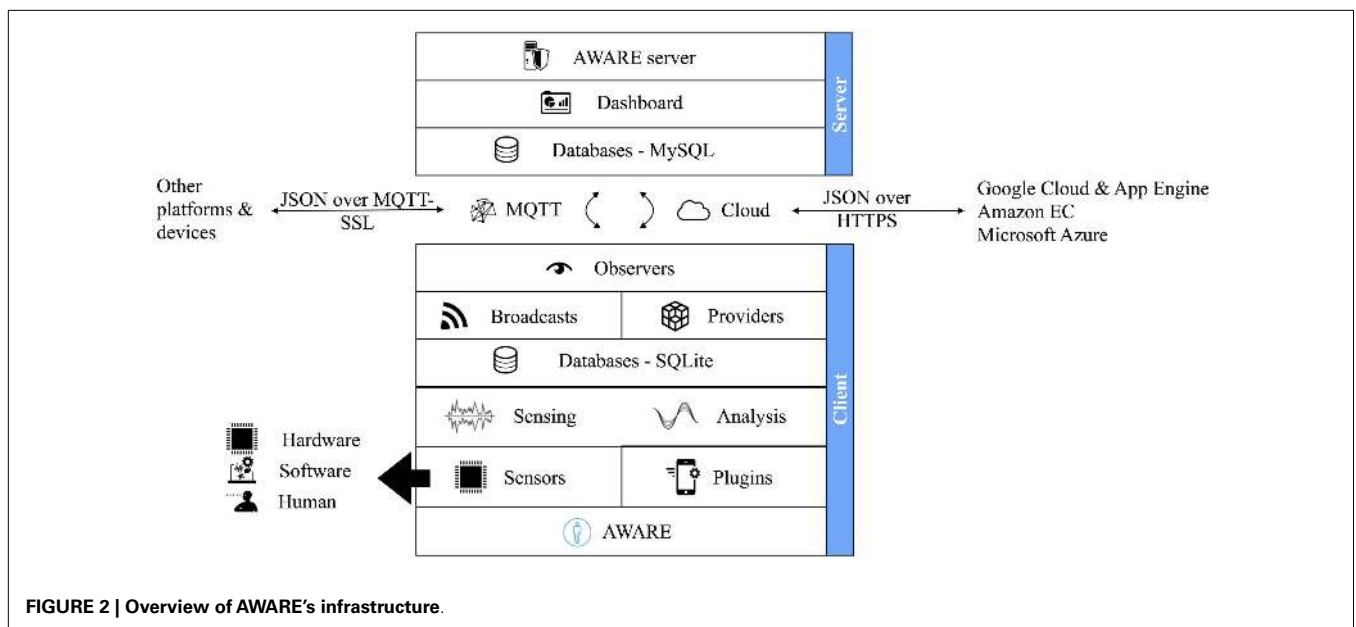 AWARE server
Dashboard
Databases - MySQL
Server
Other
platforms &
devices
JSON over MQTT-
SSL
MQTT
Cloud
JSON over
HTTPS
Google Cloud & App Engine
Amazon EC
Microsoft Azure
Observers
Broadcasts
Providers
Databases - SQLite
Sensing
Analysis
Client
Hardware
Software
Human
Sensors
Plugins
AWARE
FIGURE 2 | Overview of AWARE's infrastructure.